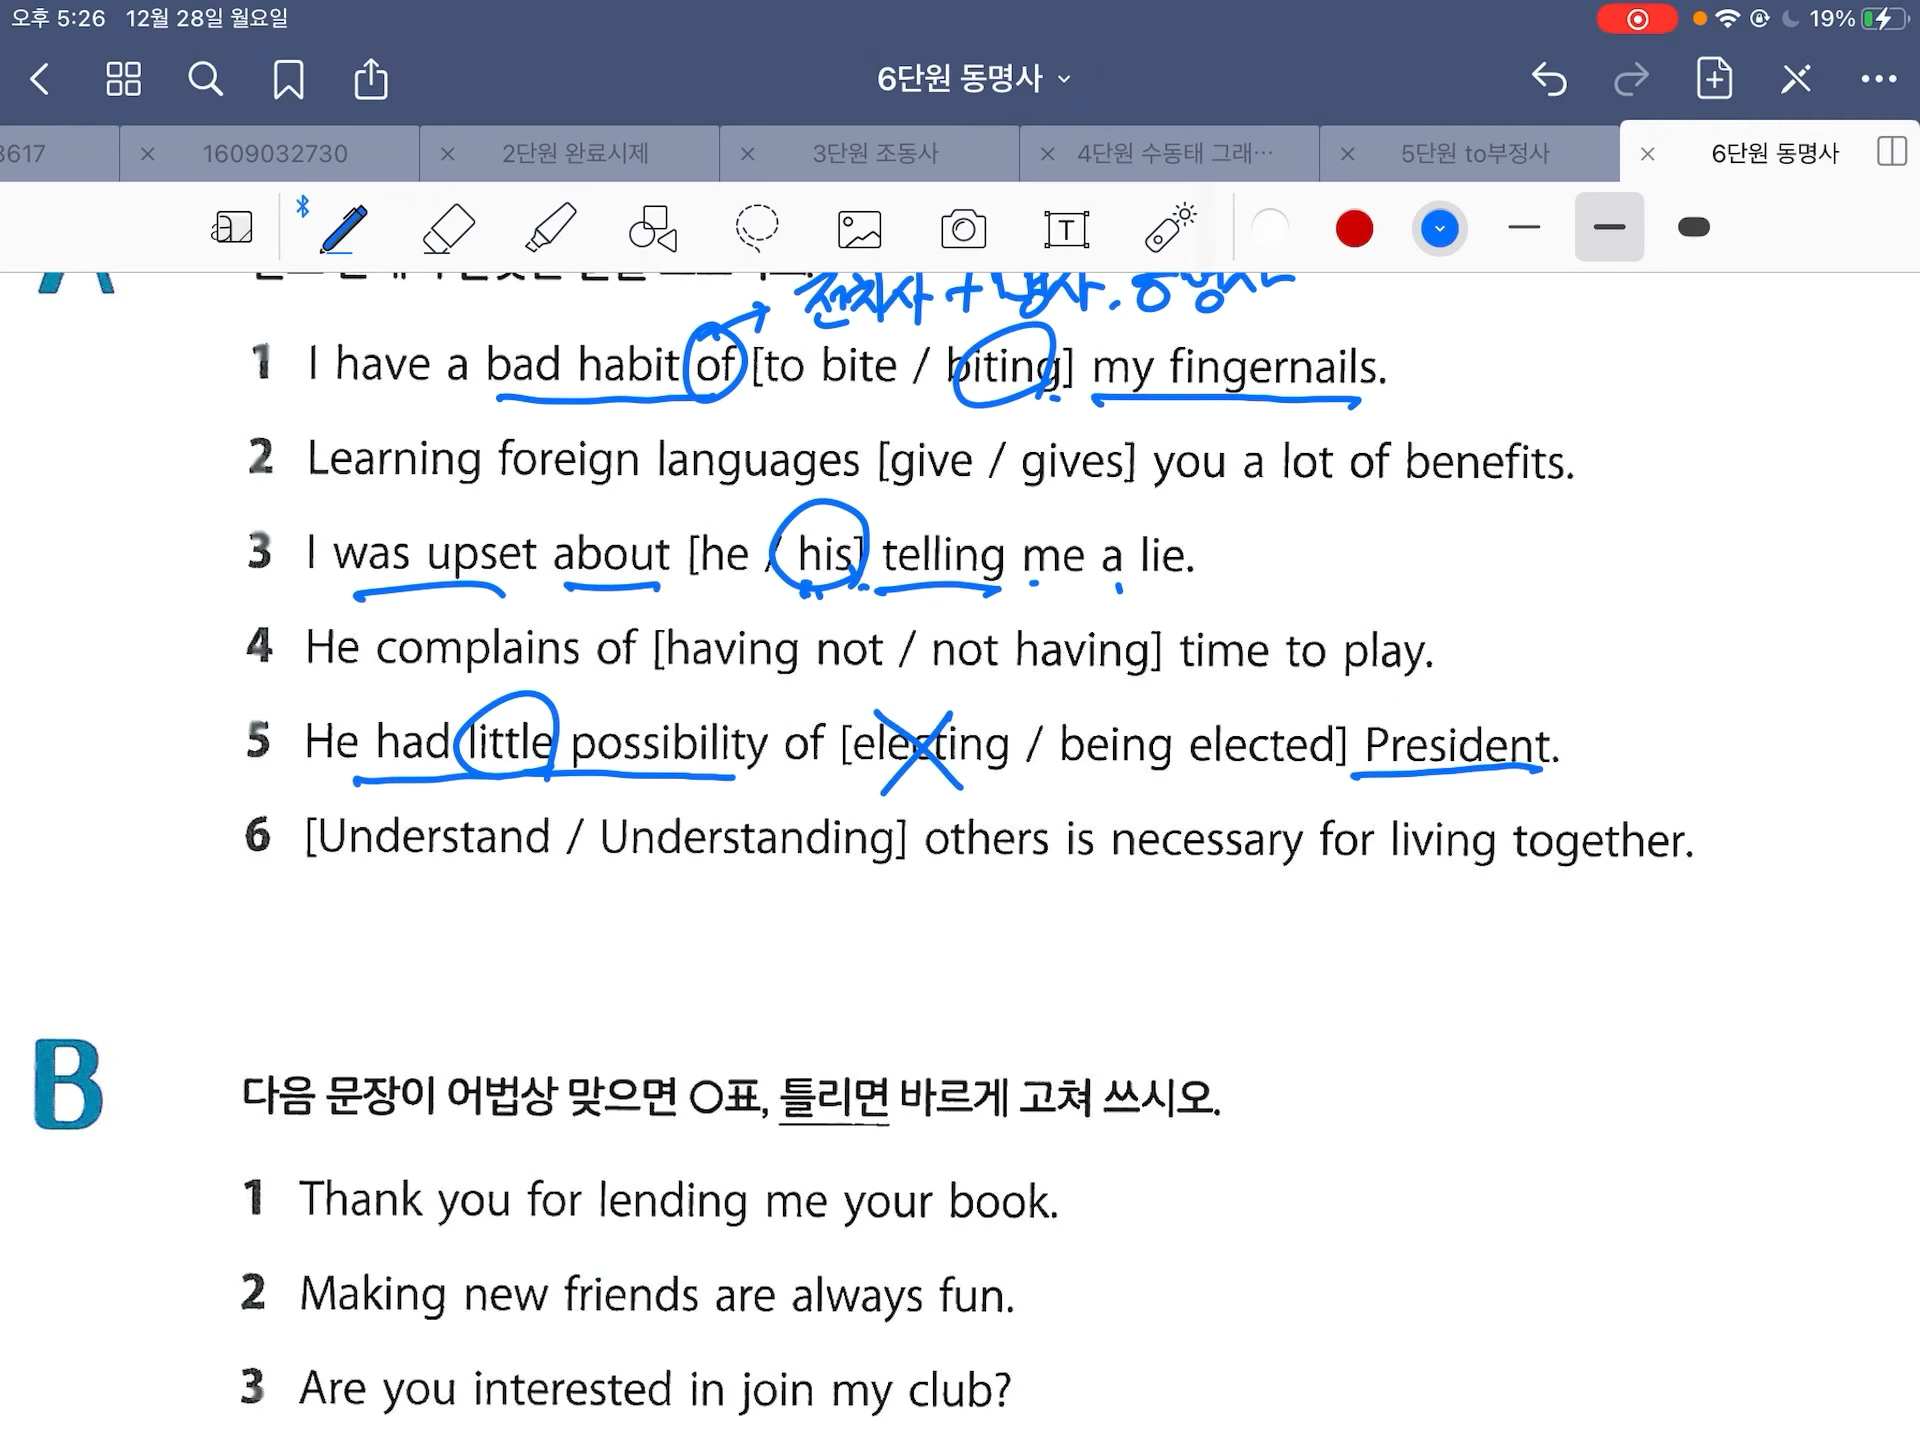 오후 5:26 12월 28일 월요일 19%
6단원 동명사
3617 1609032730 2단원 완료시제 3단원 조동사 4단원 수동태 그래… 5단원 to부정사 6단원 동명사
T
A
전치사 + 명사. 동명사
1 I have a bad habit of [to bite / biting] my fingernails.
2 Learning foreign languages [give / gives] you a lot of benefits.
3 I was upset about [he / his] telling me a lie.
4 He complains of [having not / not having] time to play.
5 He had little possibility of [electing / being elected] President.
6 [Understand / Understanding] others is necessary for living together.
B
다음 문장이 어법상 맞으면 ○표, 틀리면 바르게 고쳐 쓰시오.
1 Thank you for lending me your book.
2 Making new friends are always fun.
3 Are you interested in join my club?